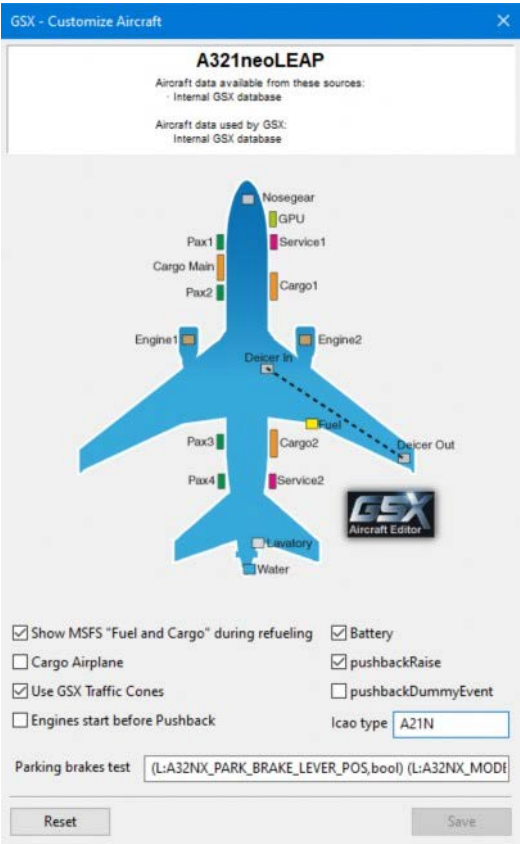 GSX - Customize Aircraft
A321neoLEAP
Aircraft data available from these sources:
· Internal GSX database
Aircraft data used by GSX:
Internal GSX database
Nosegear
GPU
Pax1
Service1
Cargo Main
Cargo1
Pax2
Engine1
Engine2
Deicer In
Fuel
Pax3
Cargo2
Deicer Out
Pax4
Service2
GSX
Aircraft Editor
Lavatory
Water
Show MSFS "Fuel and Cargo" during refueling
Battery
Cargo Airplane
pushbackRaise
Use GSX Traffic Cones
pushbackDummyEvent
Engines start before Pushback
Icao type A21N
Parking brakes test (L:A32NX_PARK_BRAKE_LEVER_POS,bool) (L:A32NX_MODE
Reset
Save